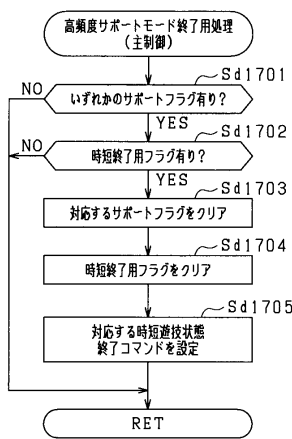 高頻度サポートモード終了用処理
(主制御)
Sd1701
NO
いずれかのサポートフラグ有り?
YES
Sd1702
NO
時短終了用フラグ有り?
YES
Sd1703
対応するサポートフラグをクリア
Sd1704
時短終了用フラグをクリア
Sd1705
対応する時短遊技状態
終了コマンドを設定
RET